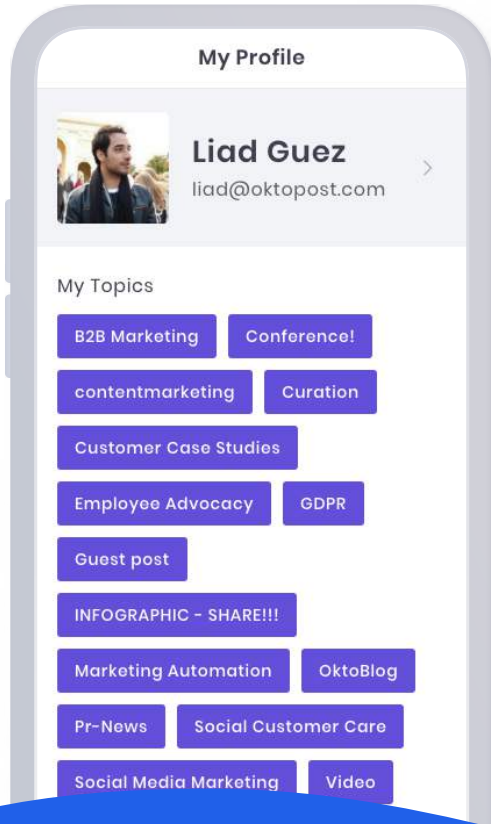 My Profile
Liad Guez
liad@oktopost.com
My Topics
B2B Marketing Conference!
contentmarketing Curation
Customer Case Studies
Employee Advocacy GDPR
Guest post
INFOGRAPHIC - SHARE!!!
Marketing Automation OktoBlog
Pr-News Social Customer Care
Social Media Marketing Video